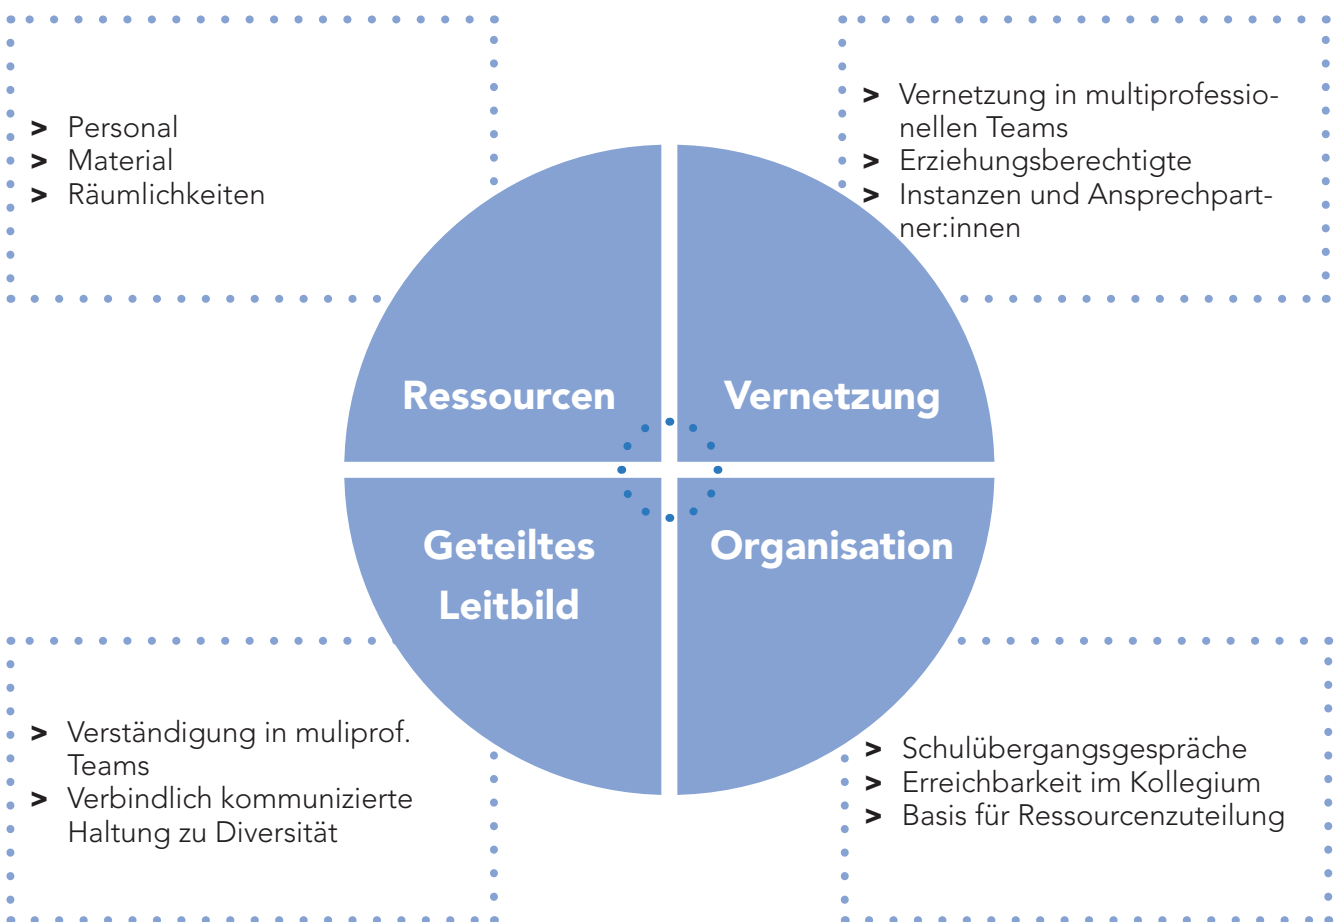 > Personal
> Material
> Räumlichkeiten
> Vernetzung in multiprofessio-
nellen Teams
> Erziehungsberechtigte
> Instanzen und Ansprechpart-
ner:innen
Ressourcen
Vernetzung
Geteiltes
Leitbild
Organisation
> Verständigung in muliprof.
Teams
> Verbindlich kommunizierte
Haltung zu Diversität
> Schulübergangsgespräche
> Erreichbarkeit im Kollegium
> Basis für Ressourcenzuteilung